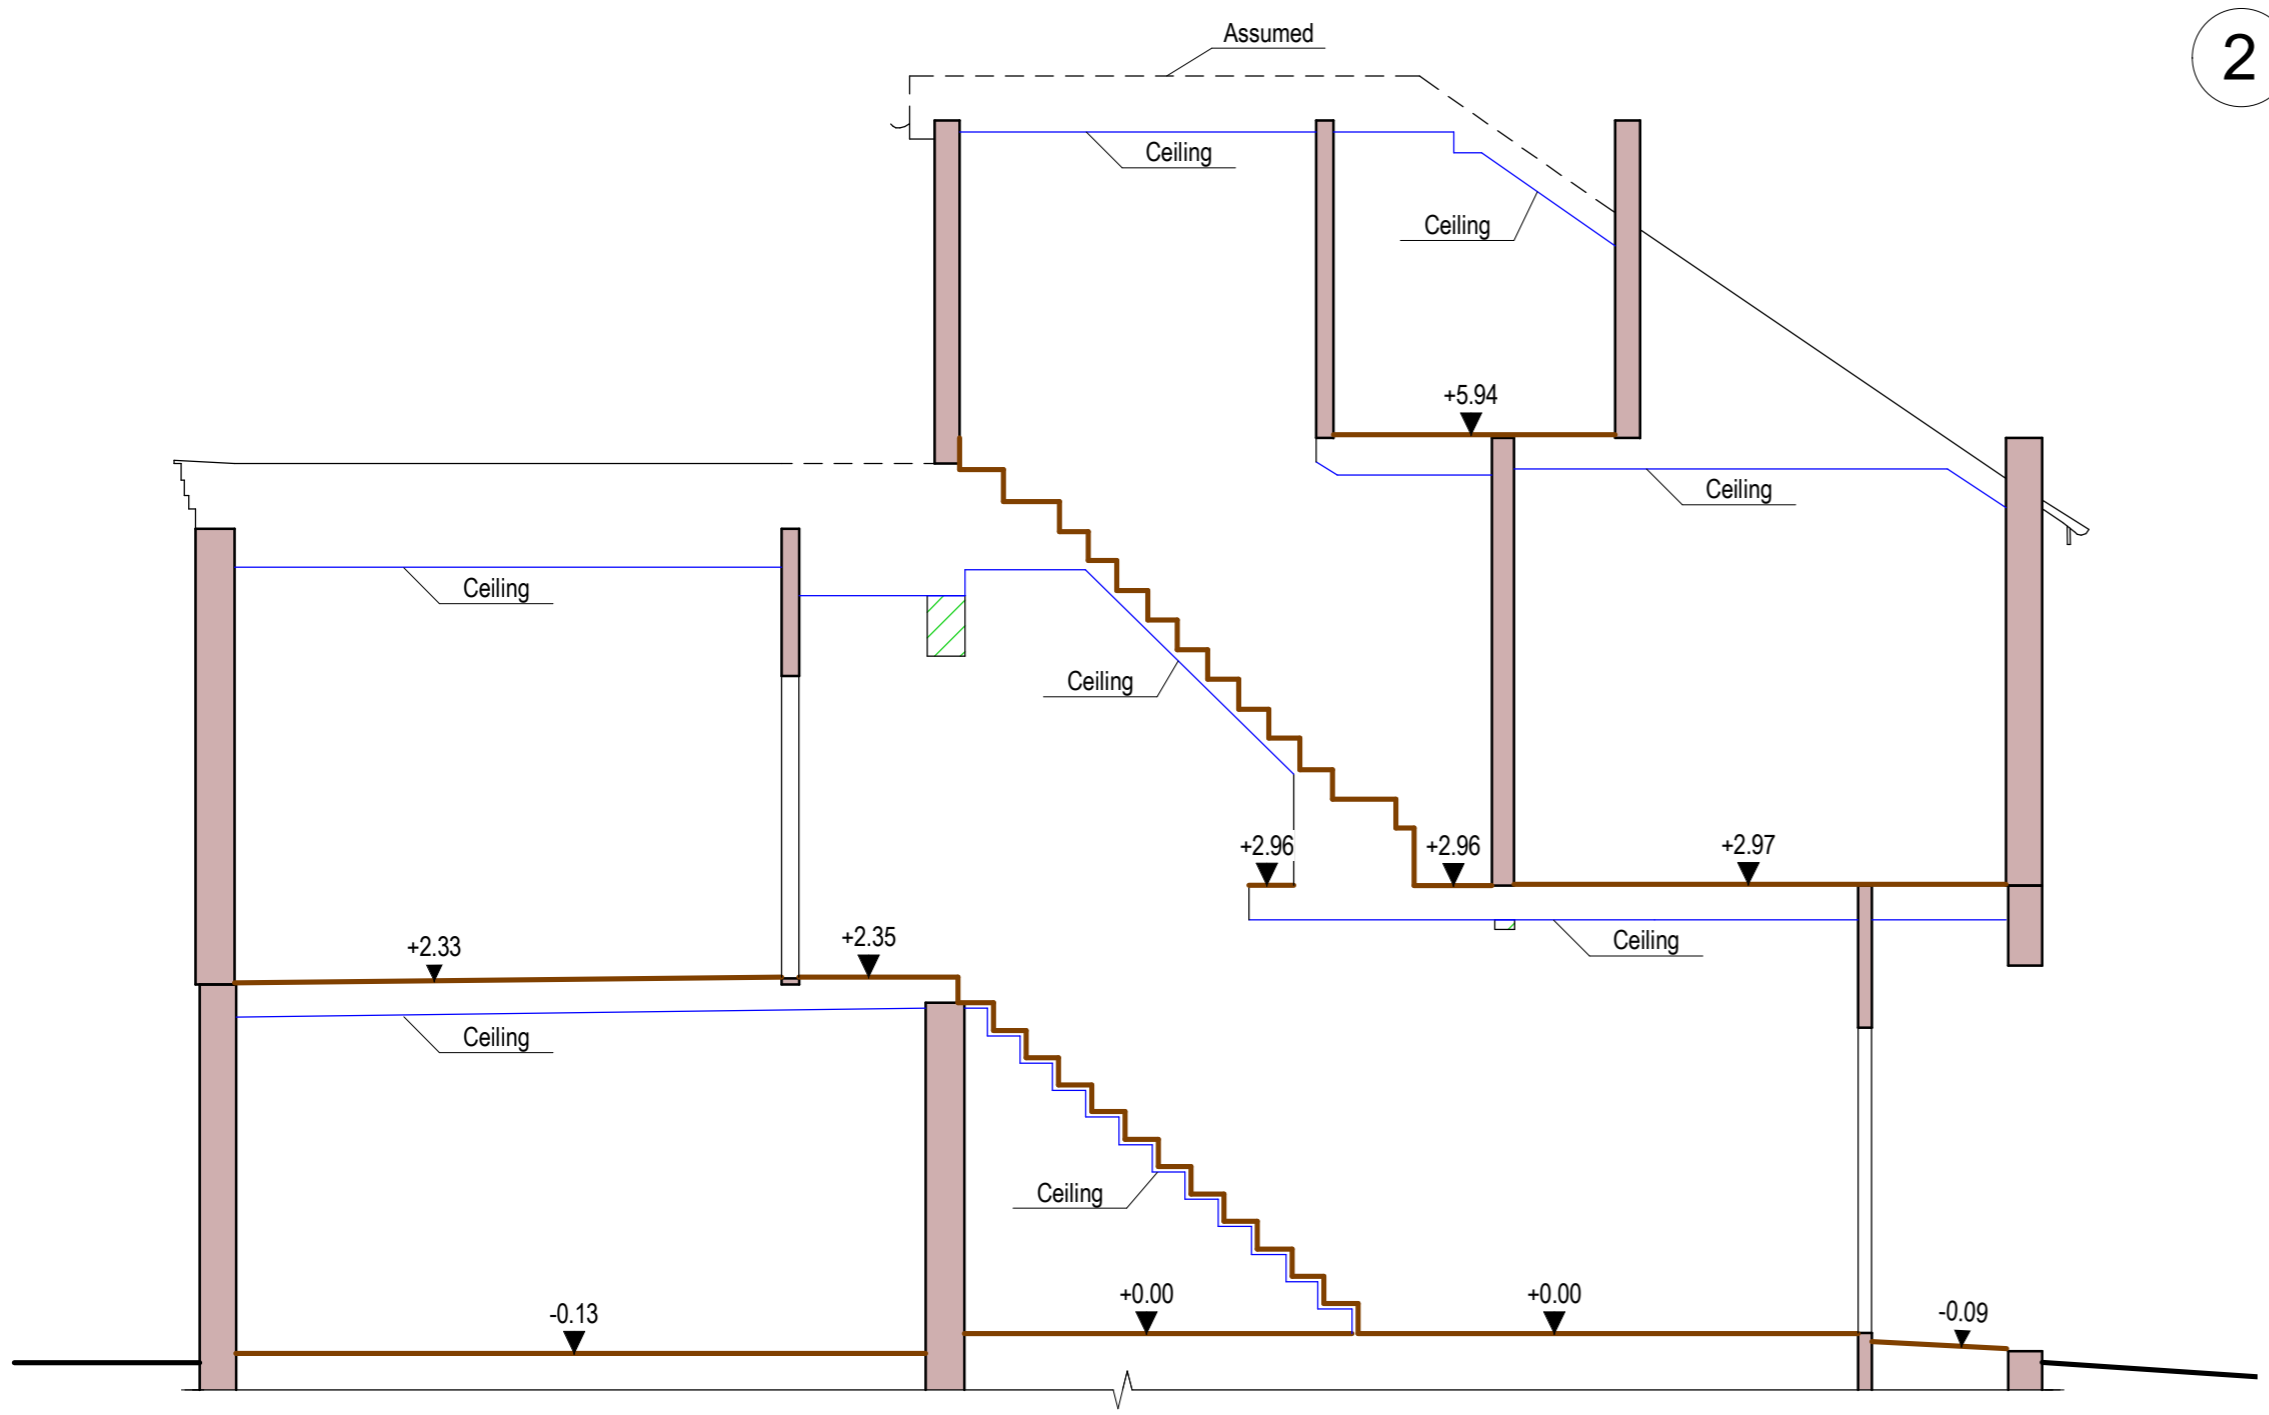 Assumed
2
Ceiling
Ceiling
+5.94
Ceiling
Ceiling
Ceiling
+2.96
+2.96
+2.97
+2.33
+2.35
Ceiling
Ceiling
Ceiling
-0.13
+0.00
+0.00
-0.09